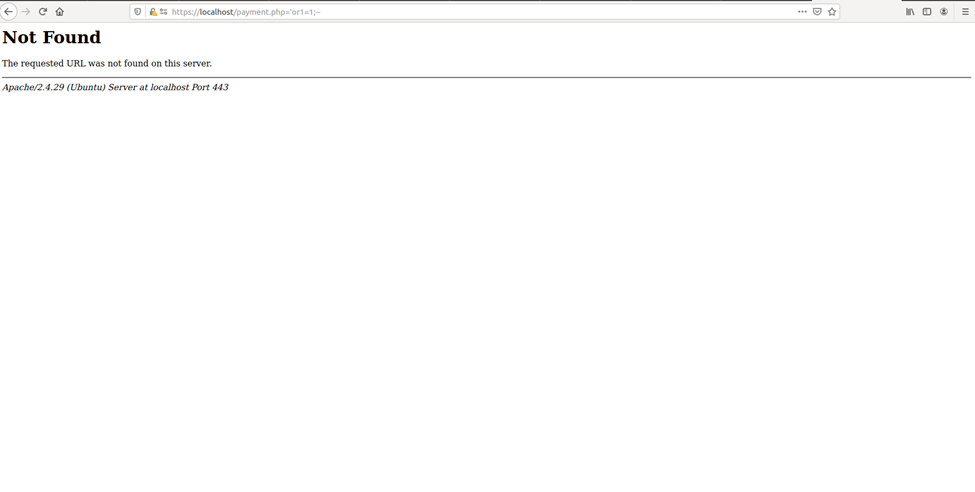 https://localhost/payment.php='or1=1;--
Not Found
The requested URL was not found on this server.
Apache/2.4.29 (Ubuntu) Server at localhost Port 443